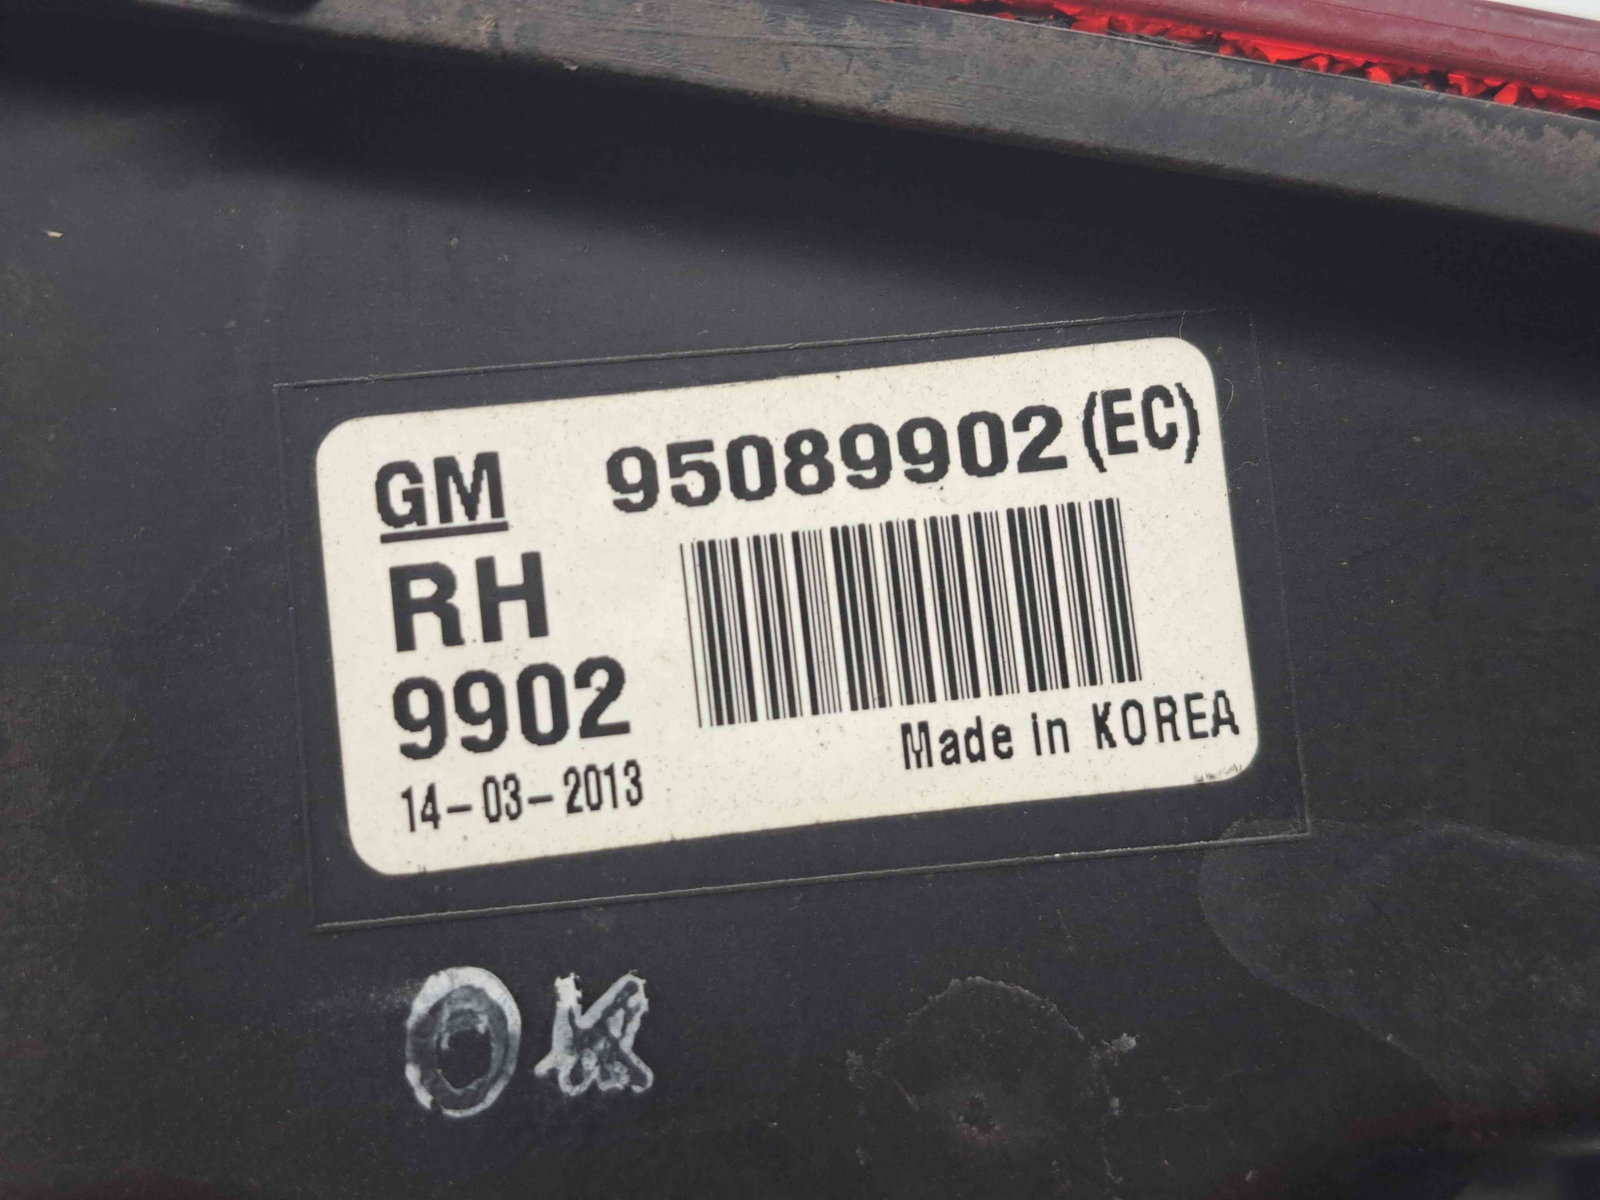 GM 95089902(EC)
RH
9902
14-03-2013
Made in KOREA
OK